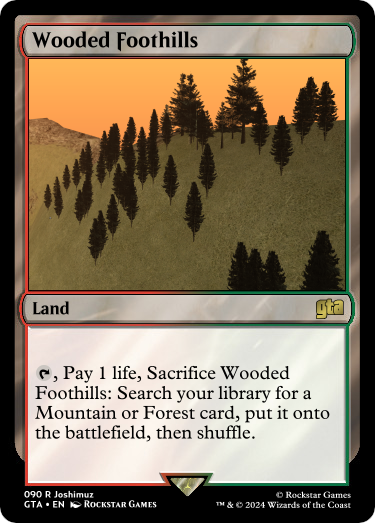 Wooded Foothills
Land
gta
, Pay 1 life, Sacrifice Wooded
Foothills: Search your library for a
Mountain or Forest card, put it onto
the battlefield, then shuffle.
090 R Joshimuz
GTA • EN Rockstar Games
© Rockstar Games
™ & © 2024 Wizards of the Coast